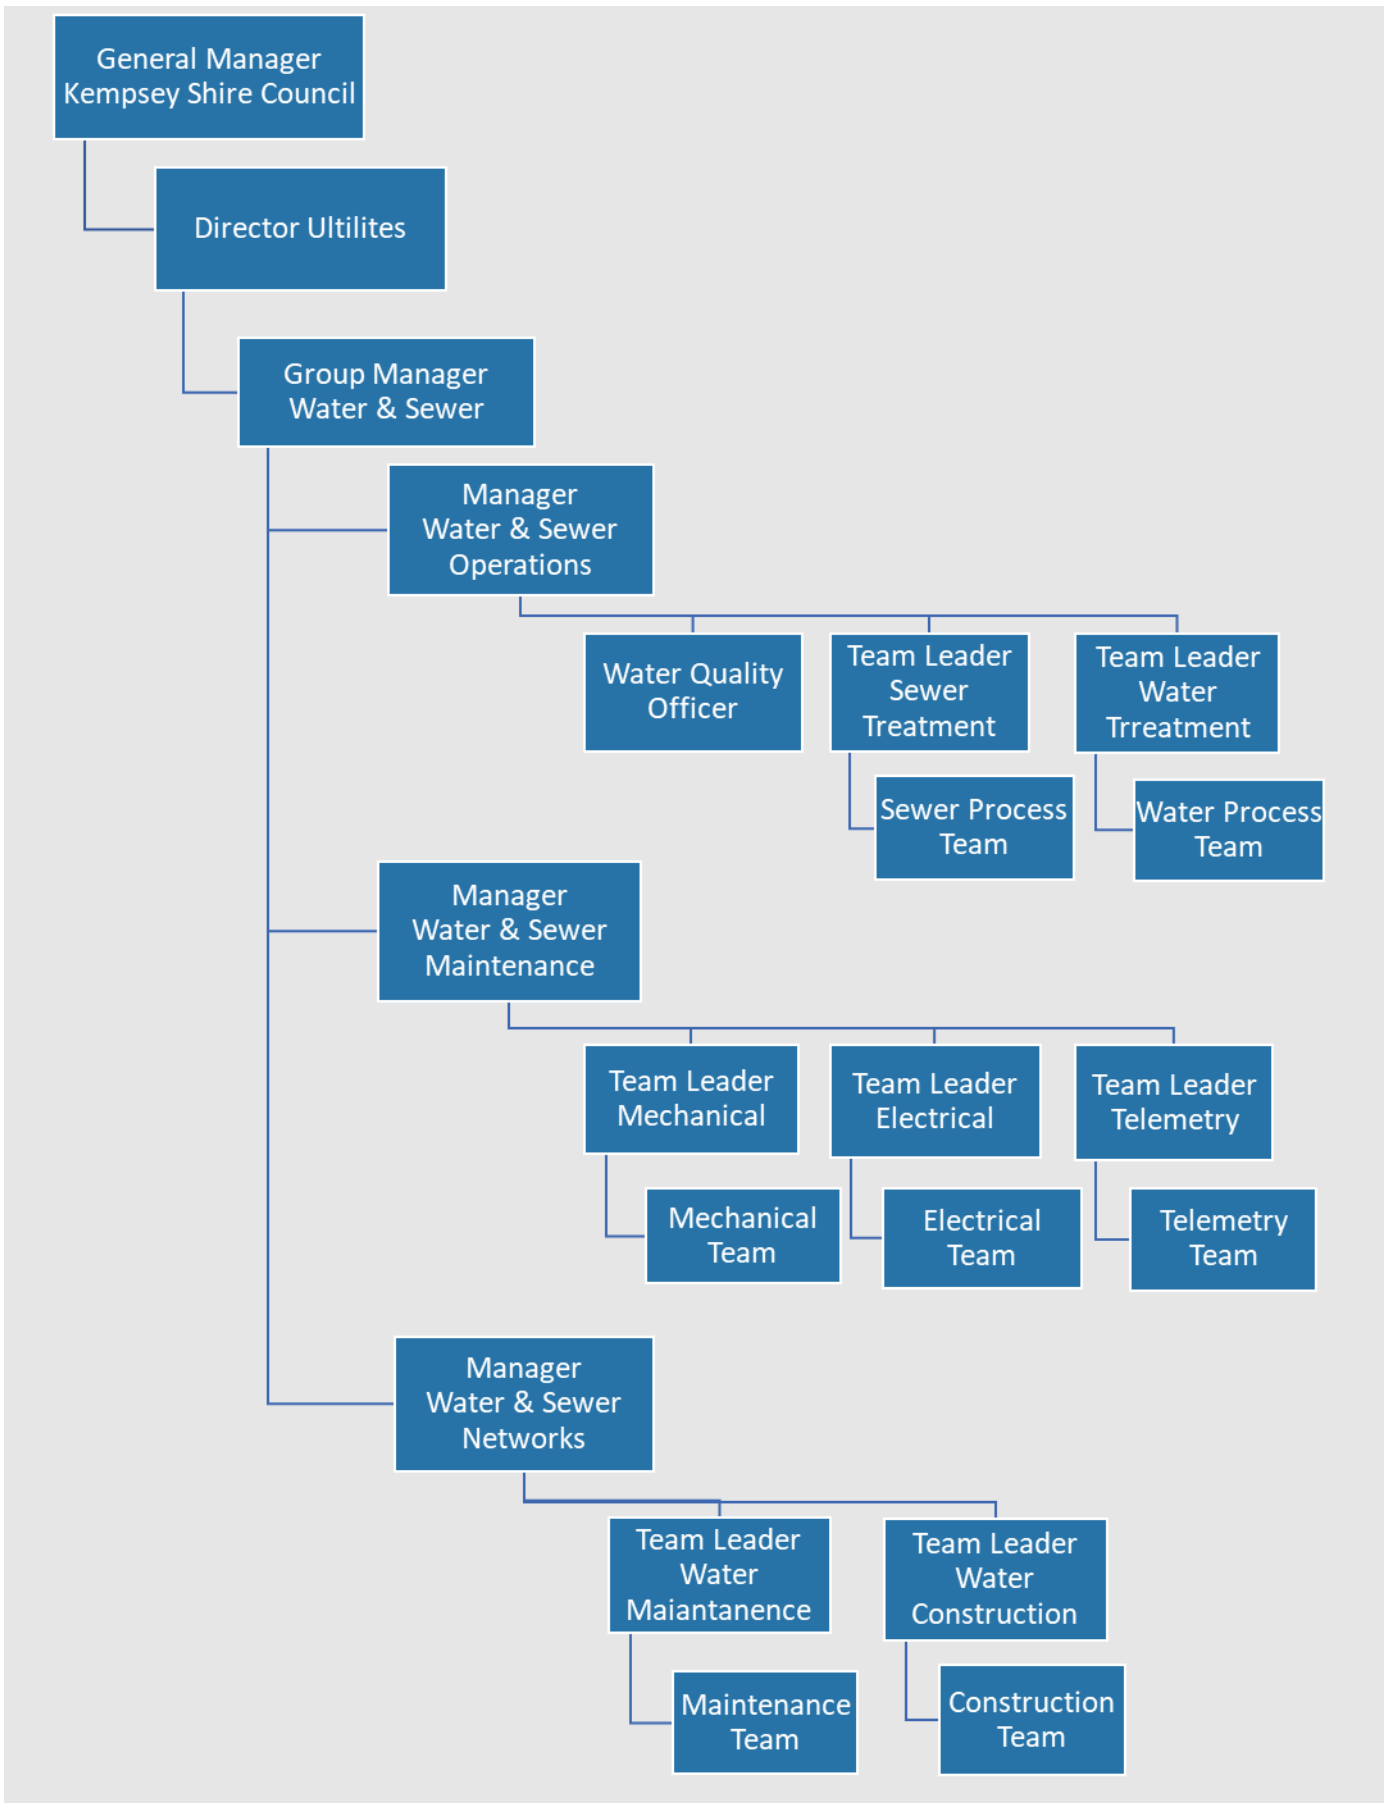 General Manager
Kempsey Shire Council
Director Ultilites
Group Manager
Water & Sewer
Manager
Water & Sewer
Operations
Water Quality
Officer
Team Leader
Sewer
Treatment
Team Leader
Water
Trreatment
Sewer Process
Team
Water Process
Team
Manager
Water & Sewer
Maintenance
Team Leader
Mechanical
Team Leader
Electrical
Team Leader
Telemetry
Mechanical
Team
Electrical
Team
Telemetry
Team
Manager
Water & Sewer
Networks
Team Leader
Water
Maiantanence
Team Leader
Water
Construction
Maintenance
Team
Construction
Team